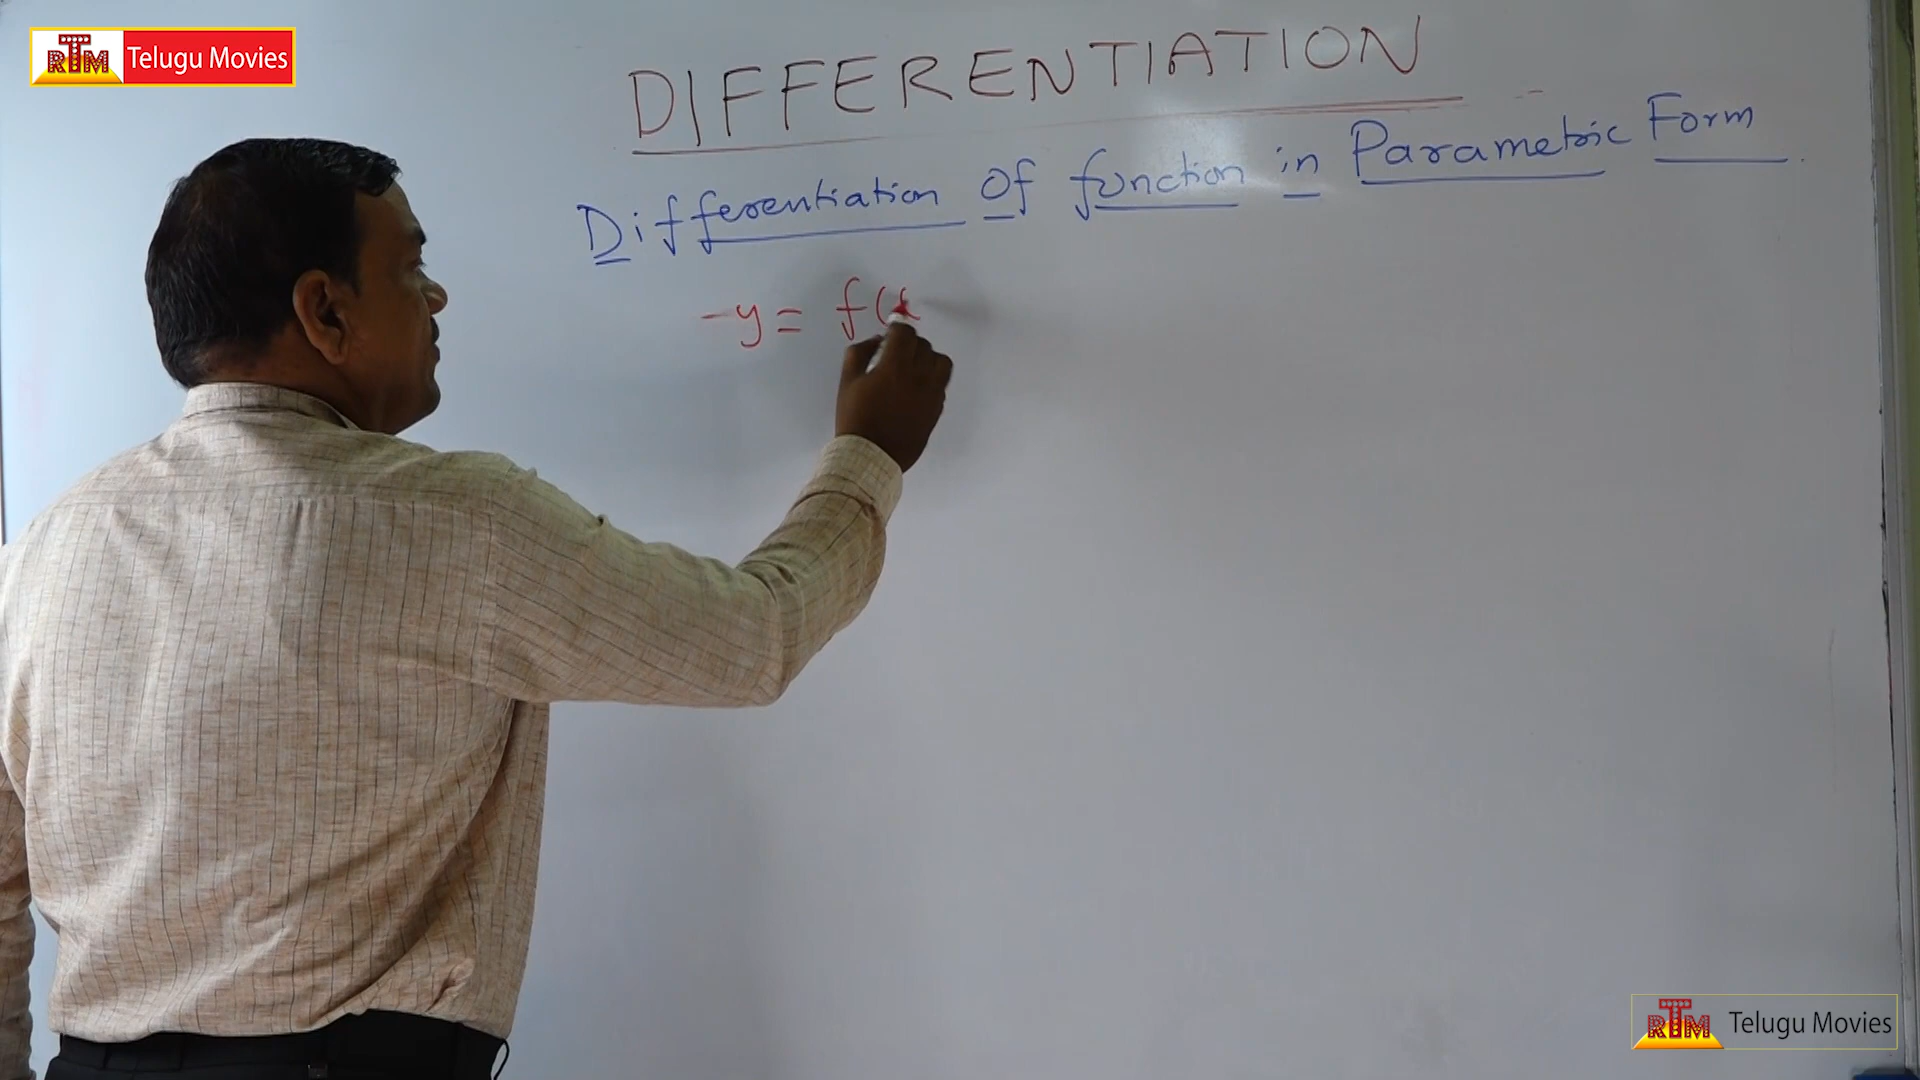 RTM Telugu Movies
DIFFERENTIATION
Differentiation of function in Parametric Form.
-y = f(x
RTM Telugu Movies